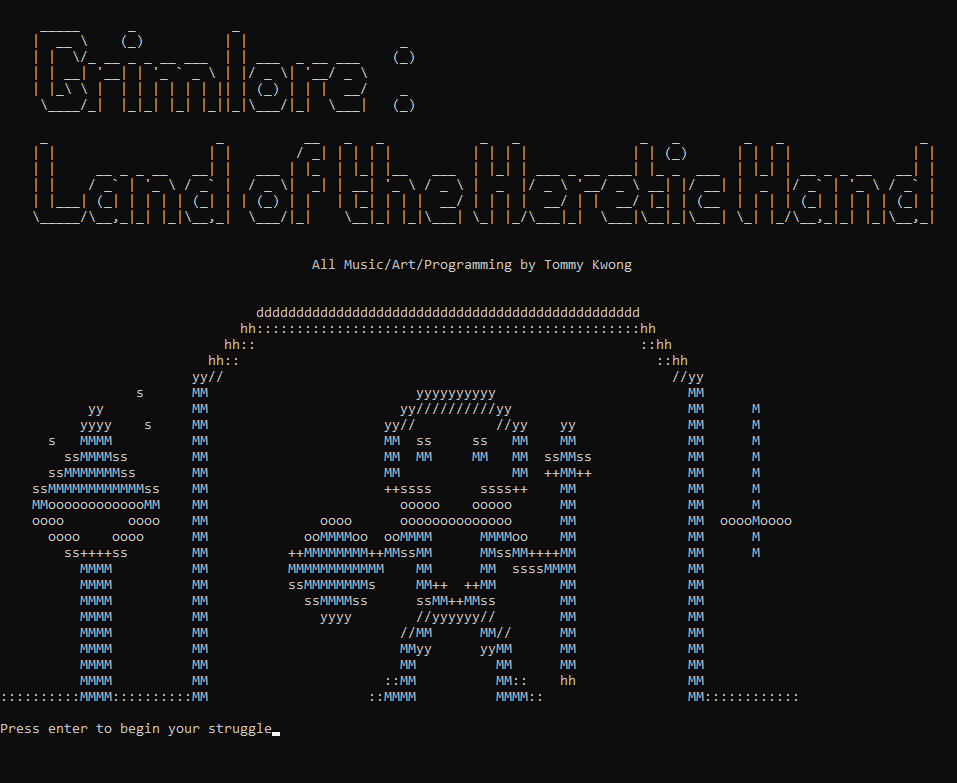 Grimlore :
Land of the Heretic Hand
All Music/Art/Programming by Tommy Kwong
Press enter to begin your struggle